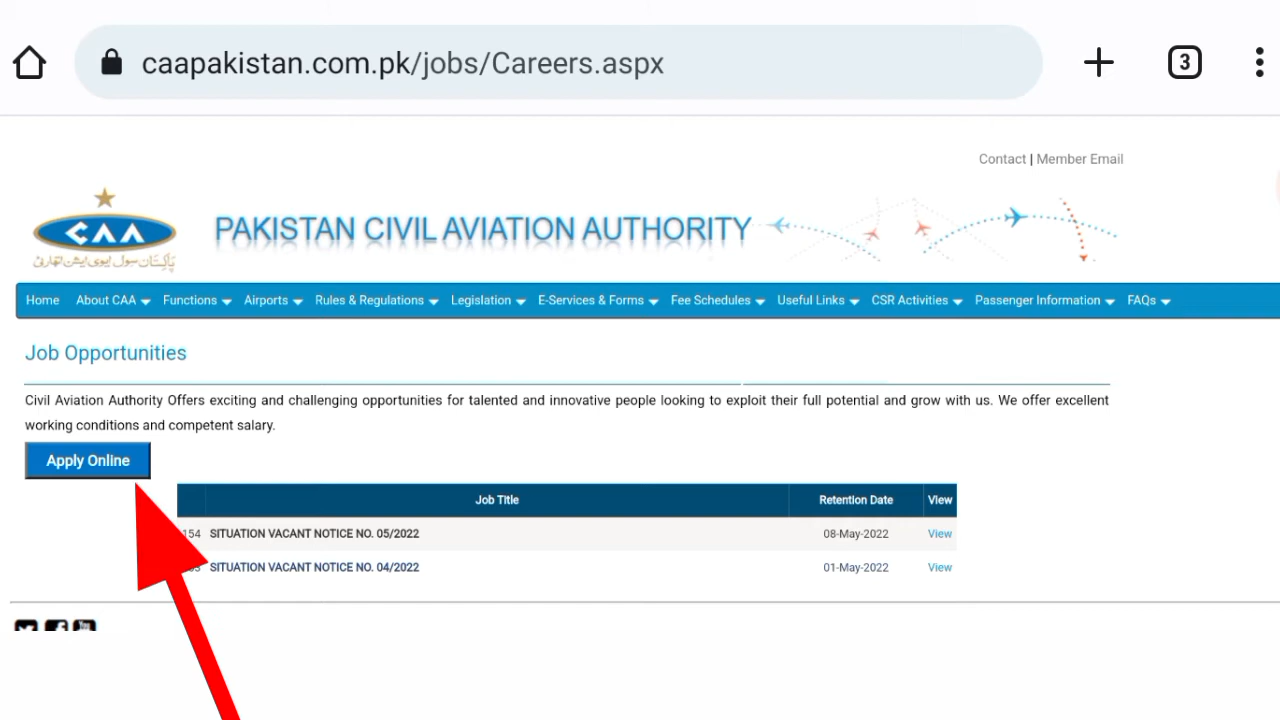 caapakistan.com.pk/jobs/Careers.aspx
3
Contact | Member Email
CAA
پاکستان سول ایوی ایشن اتھارٹی
PAKISTAN CIVIL AVIATION AUTHORITY
Home About CAA Functions Airports Rules & Regulations Legislation E-Services & Forms Fee Schedules Useful Links CSR Activities Passenger Information FAQs
Job Opportunities
Civil Aviation Authority Offers exciting and challenging opportunities for talented and innovative people looking to exploit their full potential and grow with us. We offer excellent
working conditions and competent salary.
Apply Online
Job Title Retention Date View
154 SITUATION VACANT NOTICE NO. 05/2022 08-May-2022 View
SITUATION VACANT NOTICE NO. 04/2022 01-May-2022 View